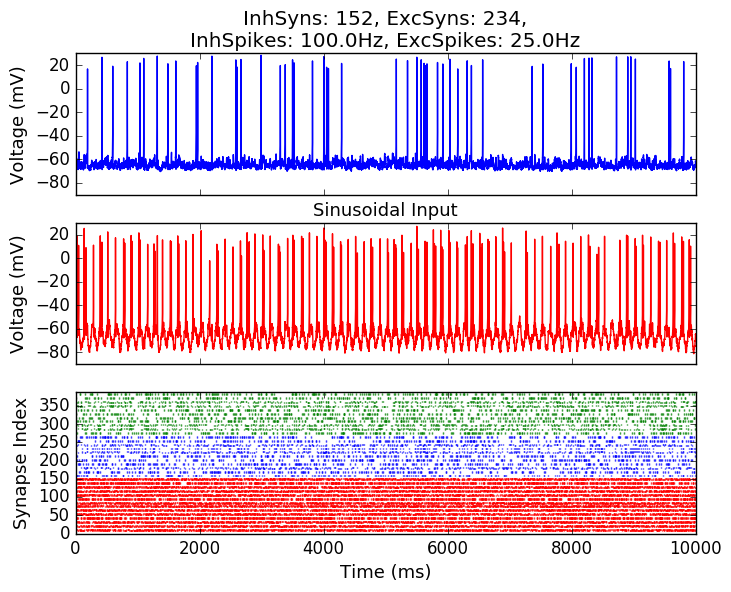 InhSyns: 152, ExcSyns: 234,
InhSpikes: 100.0Hz, ExcSpikes: 25.0Hz
20
0
−20
−40
−60
−80
Voltage (mV)
Sinusoidal Input
20
0
−20
−40
−60
−80
Voltage (mV)
350
300
250
200
150
100
50
0
Synapse Index
0 2000 4000 6000 8000 10000
Time (ms)